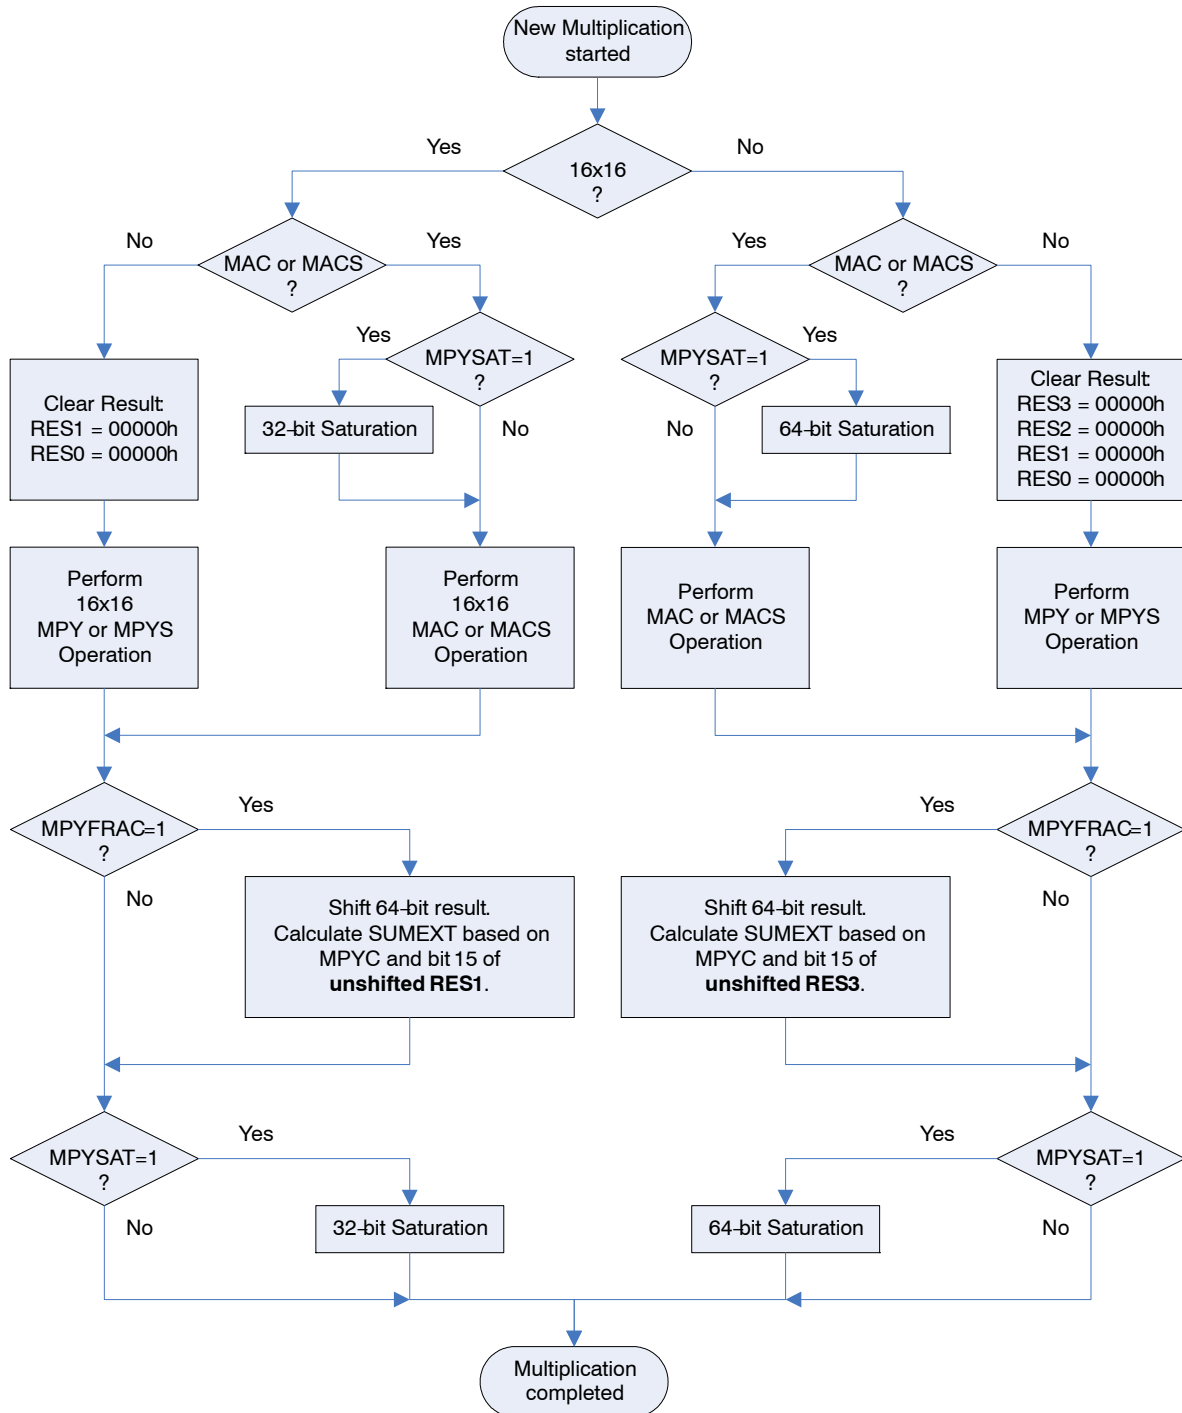 New Multiplication
started
Yes
No
16x16
?
No
Yes
Yes
No
MAC or MACS
?
MAC or MACS
?
Yes
Yes
MPYSAT=1
?
MPYSAT=1
?
Clear Result:
RES1 = 00000h
RES0 = 00000h
32-bit Saturation
No
No
64-bit Saturation
Clear Result:
RES3 = 00000h
RES2 = 00000h
RES1 = 00000h
RES0 = 00000h
Perform
16x16
MPY or MPYS
Operation
Perform
16x16
MAC or MACS
Operation
Perform
MAC or MACS
Operation
Perform
MPY or MPYS
Operation
MPYFRAC=1
?
Yes
Yes
MPYFRAC=1
?
No
No
Shift 64-bit result.
Calculate SUMEXT based on
MPYC and bit 15 of
unshifted RES1.
Shift 64-bit result.
Calculate SUMEXT based on
MPYC and bit 15 of
unshifted RES3.
MPYSAT=1
?
Yes
Yes
MPYSAT=1
?
No
32-bit Saturation
64-bit Saturation
No
Multiplication
completed